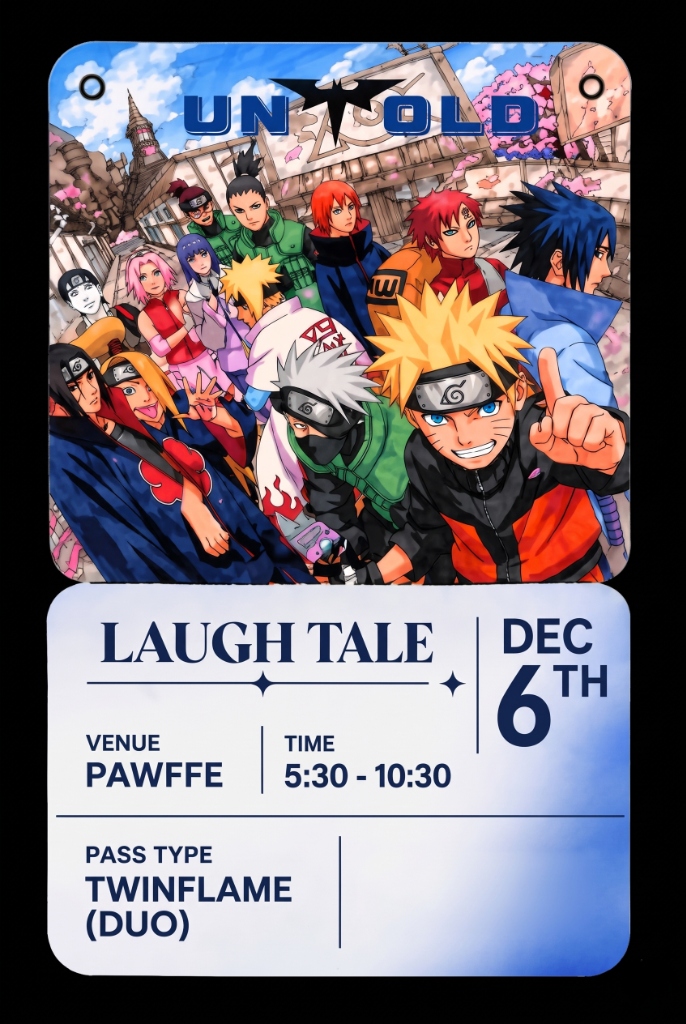 UNTOLD
LAUGH TALE
DEC
6TH
VENUE
PAWFFE
TIME
5:30 - 10:30
PASS TYPE
TWINFLAME
(DUO)